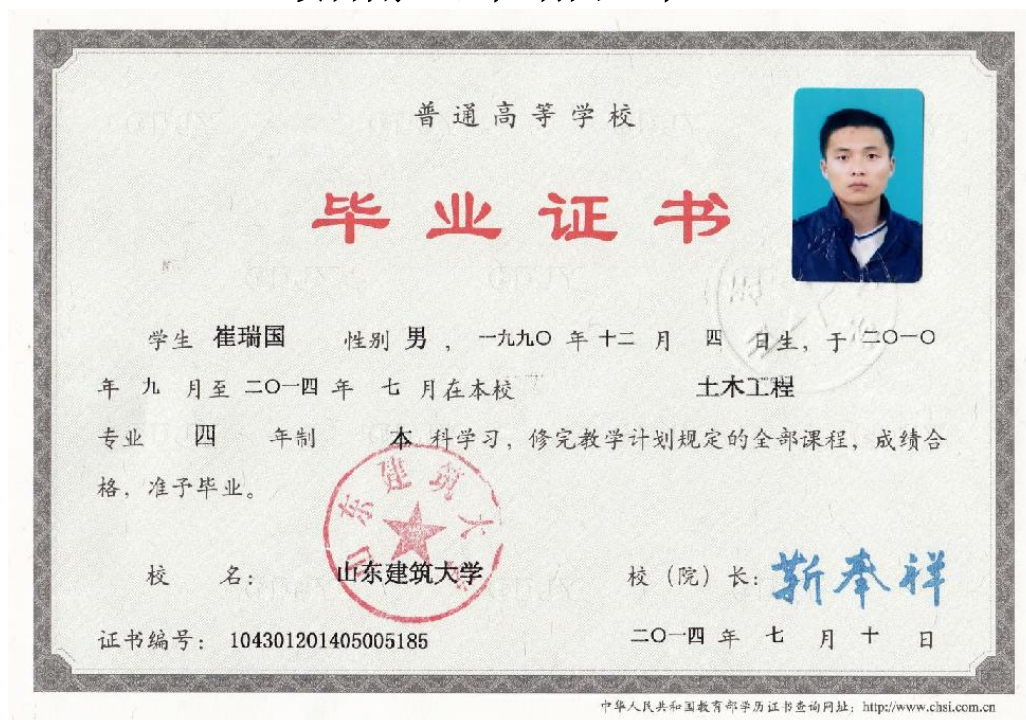 普通高等学校
毕业证书
学生 崔瑞国 性别 男 , 一九九〇 年 十二 月 四 日生, 于 二〇一〇
年 九 月至 二〇一四 年 七 月在本校 土木工程
专业 四 年制 本 科学习, 修完教学计划规定的全部课程, 成绩合
格, 准予毕业。
山东建筑大学
校 名: 山东建筑大学 校(院)长: 靳奉祥
证书编号: 104301201405005185 二〇一四 年 七 月 十 日
中华人民共和国教育部学历证书查询网址: http://www.chsi.com.cn